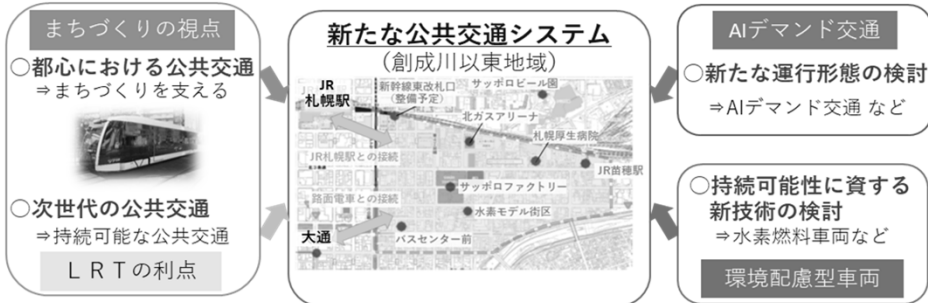 まちづくりの視点
○都心における公共交通
⇒まちづくりを支える
○次世代の公共交通
⇒持続可能な公共交通
ＬＲＴの利点
新たな公共交通システム
(創成川以東地域)
JR
札幌駅
新幹線東改札口
(整備予定)
サッポロビール園
北ガスアリーナ
札幌厚生病院
JR札幌駅との接続
JR苗穂駅
サッポロファクトリー
路面電車との接続
水素モデル街区
大通
バスセンター前
AIデマンド交通
○新たな運行形態の検討
⇒AIデマンド交通 など
○持続可能性に資する
新技術の検討
⇒水素燃料車両など
環境配慮型車両